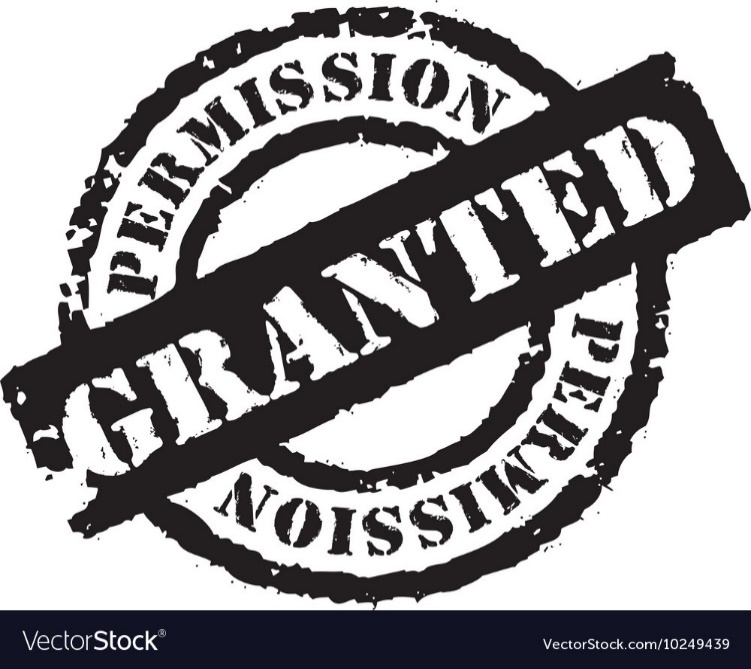 PERMISSION
GRANTED
PERMISSION
VectorStock®
VectorStock.com/10249439